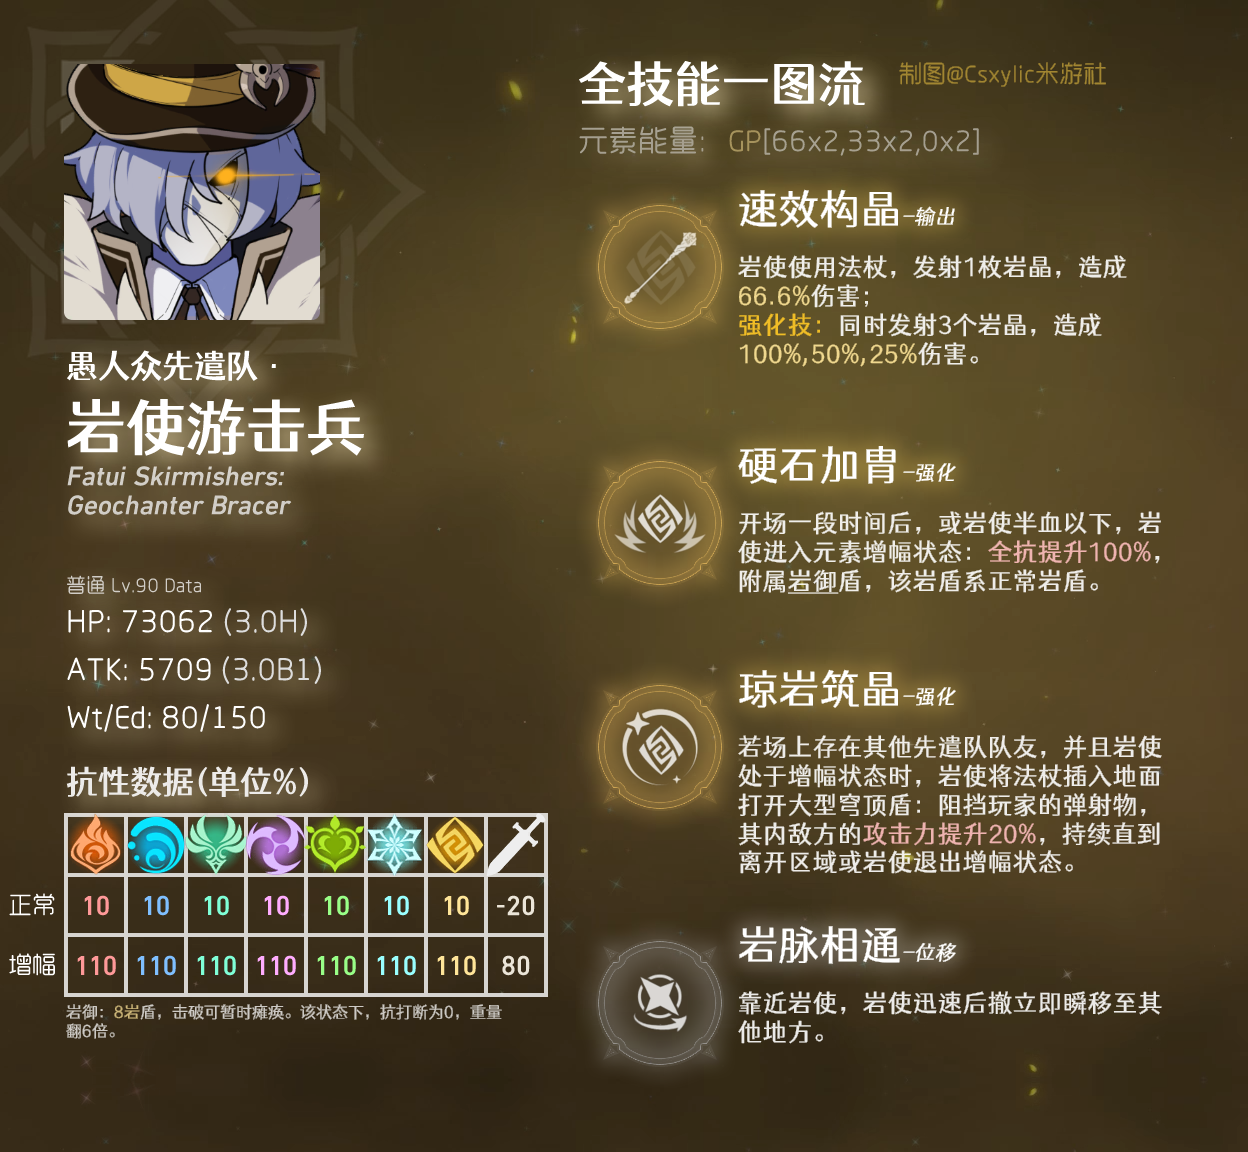 全技能一图流
制图@Csxylic米游社
元素能量： GP[66x2,33x2,0x2]
愚人众先遣队 ·
岩使游击兵
Fatui Skirmishers:
Geochanter Bracer
普通 Lv.90 Data
HP: 73062 (3.0H)
ATK: 5709 (3.0B1)
Wt/Ed: 80/150
抗性数据(单位%)
正常 10 10 10 10 10 10 10 -20
增幅 110 110 110 110 110 110 110 80
岩御：8岩盾，击破可暂时瘫痪。该状态下，抗打断为0，重量
翻6倍。
速效构晶-输出
岩使使用法杖，发射1枚岩晶，造成
66.6%伤害；
强化技：同时发射3个岩晶，造成
100%,50%,25%伤害。
硬石加胄-强化
开场一段时间后，或岩使半血以下，岩
使进入元素增幅状态：全抗提升100%，
附属岩御盾，该岩盾系正常岩盾。
琼岩筑晶-强化
若场上存在其他先遣队队友，并且岩使
处于增幅状态时，岩使将法杖插入地面
打开大型穹顶盾：阻挡玩家的弹射物，
其内敌方的攻击力提升20%，持续直到
离开区域或岩使退出增幅状态。
岩脉相通-位移
靠近岩使，岩使迅速后撤立即瞬移至其
他地方。